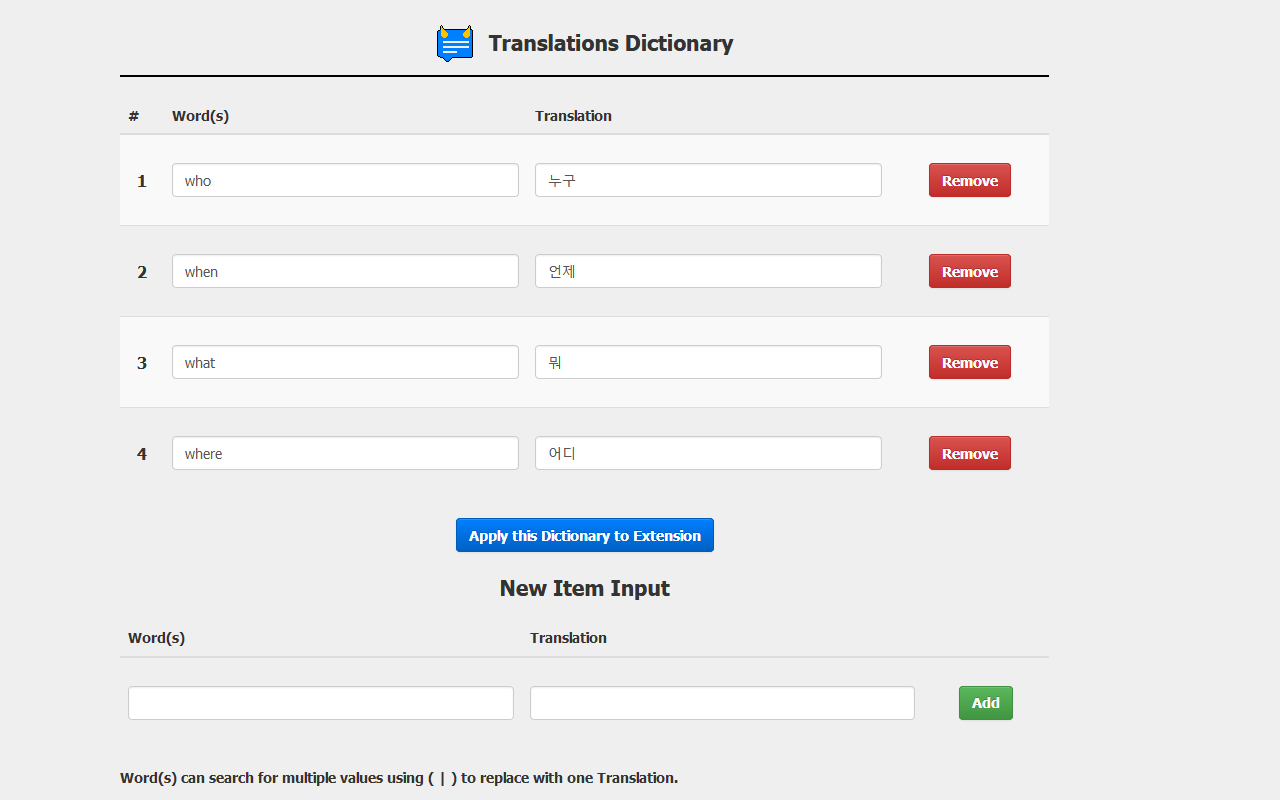 Translations Dictionary
# Word(s) Translation
1 who 누구 Remove
2 when 언제 Remove
3 what 뭐 Remove
4 where 어디 Remove
Apply this Dictionary to Extension
New Item Input
Word(s) Translation
Add
Word(s) can search for multiple values using ( | ) to replace with one Translation.